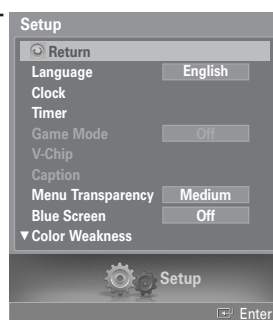 Setup
Return
Language English
Clock
Timer
Game Mode Off
V-Chip
Caption
Menu Transparency Medium
Blue Screen Off
▼ Color Weakness
Setup
Enter